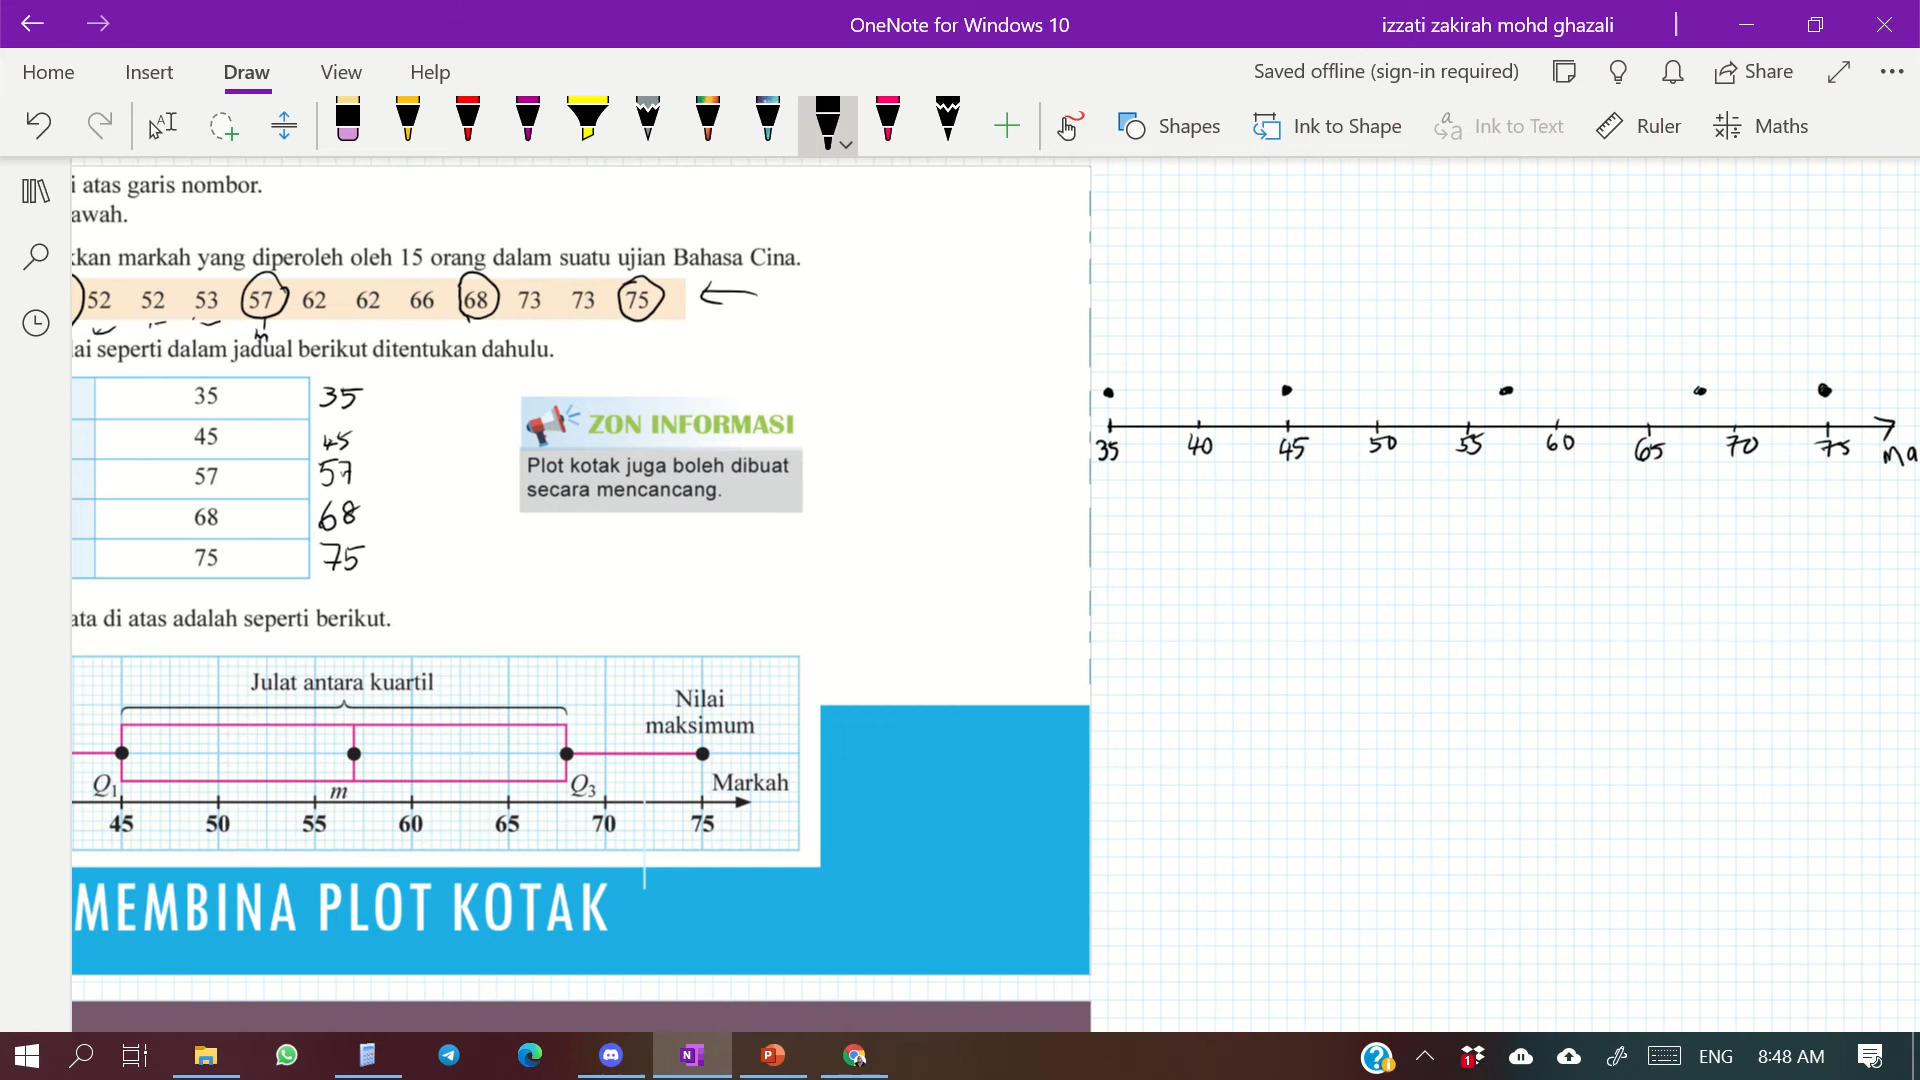 OneNote for Windows 10
izzati zakirah mohd ghazali
Home Insert Draw View Help
Saved offline (sign-in required) Share
Shapes Ink to Shape Ink to Text Ruler Maths
i atas garis nombor.
awah.
kkan markah yang diperoleh oleh 15 orang dalam suatu ujian Bahasa Cina.
52 52 53 57 62 62 66 68 73 73 75
m
lai seperti dalam jadual berikut ditentukan dahulu.
35 35
45 45
57 57
68 68
75 75
ZON INFORMASI
Plot kotak juga boleh dibuat
secara mencancang.
ata di atas adalah seperti berikut.
Julat antara kuartil
Nilai
maksimum
Q1 m Q3 Markah
45 50 55 60 65 70 75
MEMBINA PLOT KOTAK
35 40 45 50 55 60 65 70 75 Ma
1
ENG 8:48 AM